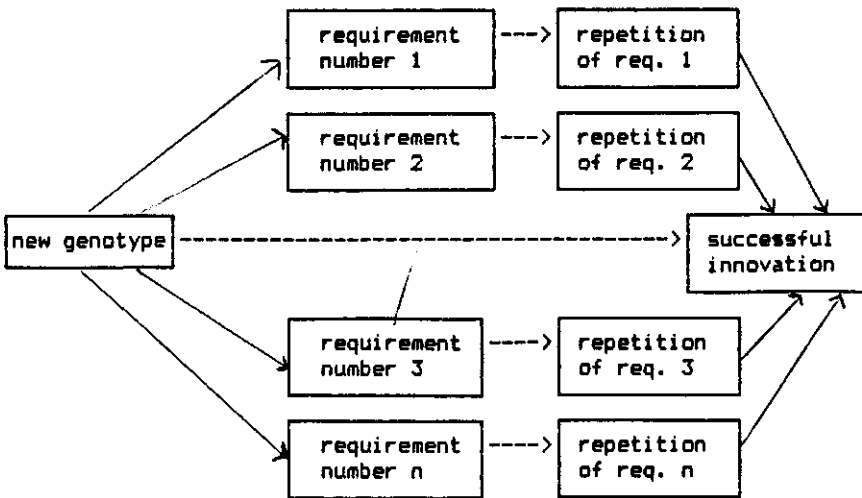 requirement
number 1
repetition
of req. 1
requirement
number 2
repetition
of req. 2
new genotype
successful
innovation
requirement
number 3
repetition
of req. 3
requirement
number n
repetition
of req. n